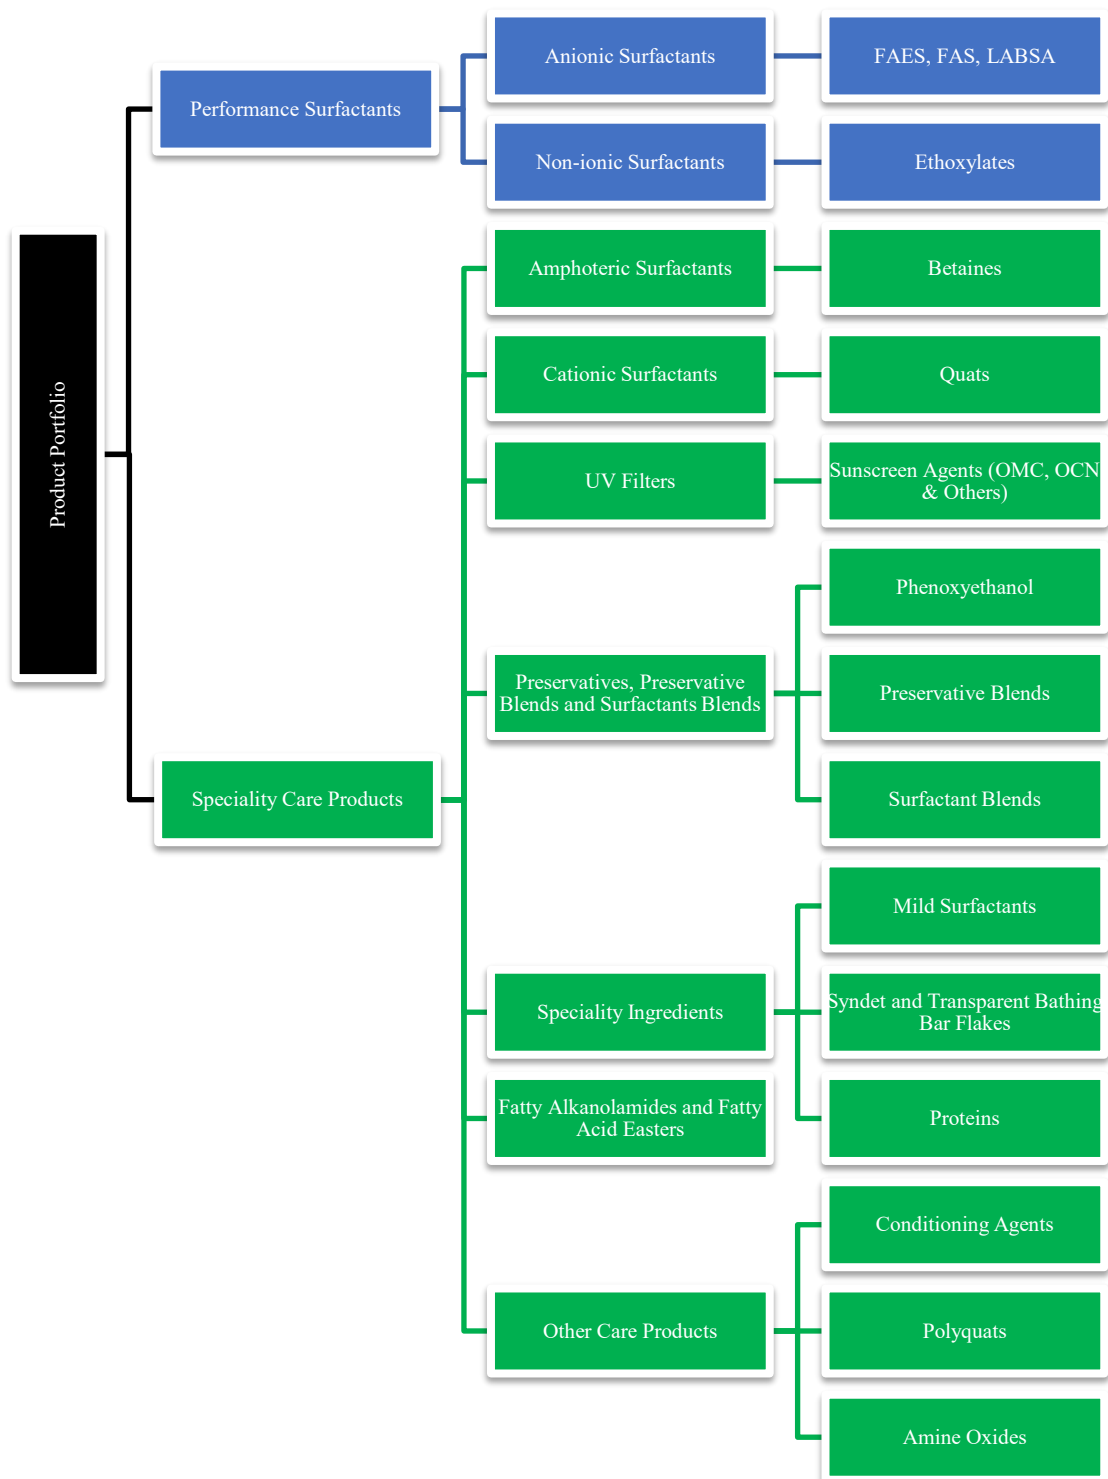 Product Portfolio
Performance Surfactants
Anionic Surfactants
FAES, FAS, LABSA
Non-ionic Surfactants
Ethoxylates
Speciality Care Products
Amphoteric Surfactants
Betaines
Cationic Surfactants
Quats
UV Filters
Sunscreen Agents (OMC, OCN
& Others)
Preservatives, Preservative
Blends and Surfactants Blends
Phenoxyethanol
Preservative Blends
Surfactant Blends
Speciality Ingredients
Mild Surfactants
Syndet and Transparent Bathing
Bar Flakes
Proteins
Fatty Alkanolamides and Fatty
Acid Easters
Other Care Products
Conditioning Agents
Polyquats
Amine Oxides